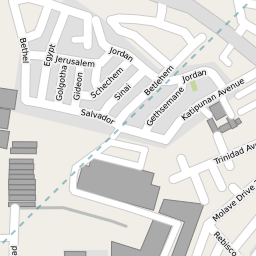 Jordan
Bethel
Egypt
Jerusalem
Golgotha
Gideon
Schechem
Sinai
Betlehem
Jordan
Gethsemane
Katipunan Avenue
Salvador
Trinidad Av
Molave Drive
Rebisco